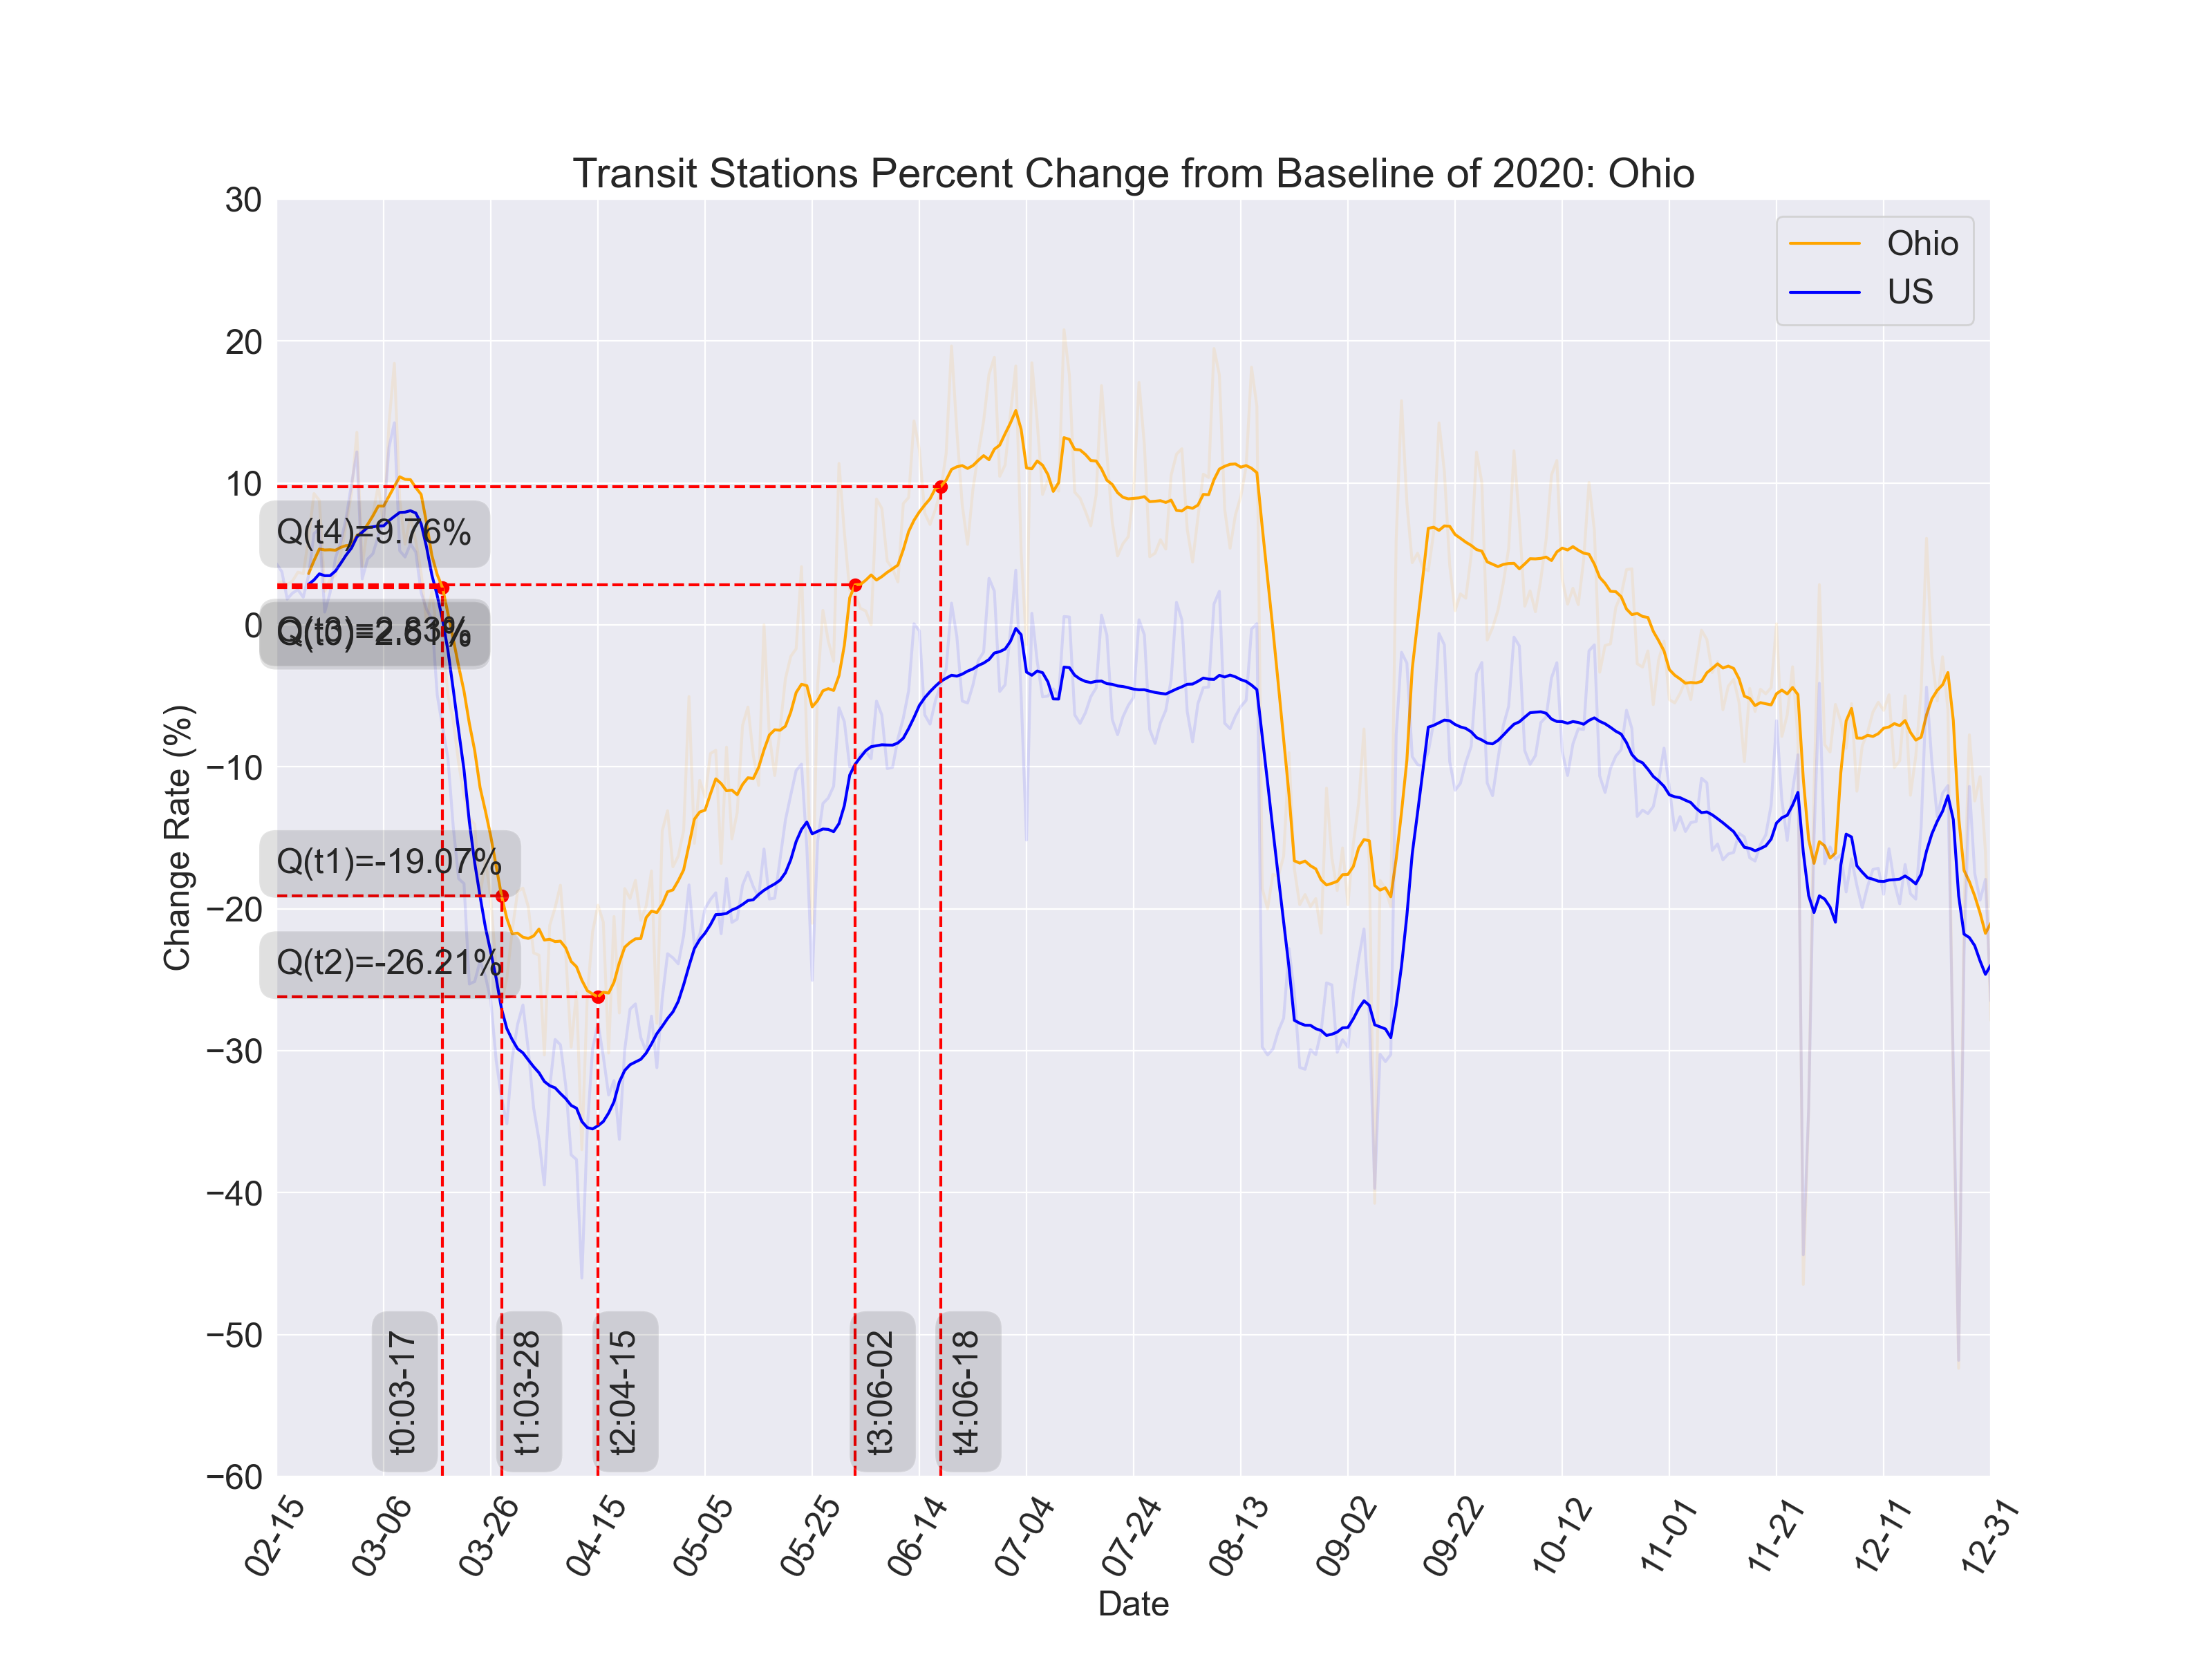 Transit Stations Percent Change from Baseline of 2020: Ohio
30
20
10
0
−10
−20
−30
−40
−50
−60
Change Rate (%)
Ohio
US
Q(t4)=9.76%
Q(t0)=2.61%
Q(t1)=-19.07%
Q(t2)=-26.21%
t0:03-17
t1:03-28
t2:04-15
t3:06-02
t4:06-18
02-15
03-06
03-26
04-15
05-05
05-25
06-14
07-04
07-24
08-13
09-02
09-22
10-12
11-01
11-21
12-11
12-31
Date